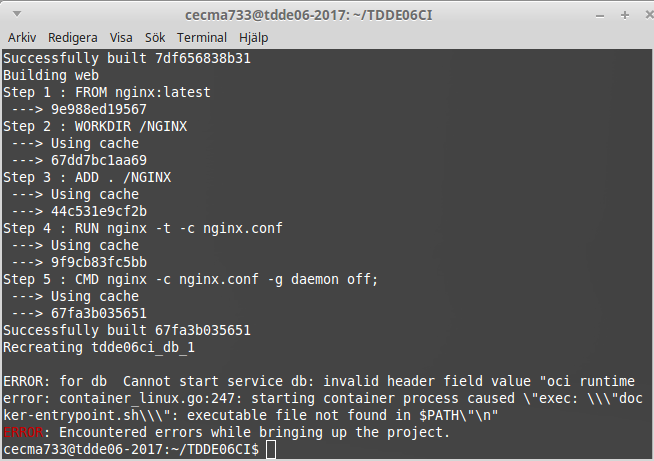 cecma733@tdde06-2017: ~/TDDE06CI
Arkiv Redigera Visa Sök Terminal Hjälp
Successfully built 7df656838b31
Building web
Step 1 : FROM nginx:latest
 ---> 9e988ed19567
Step 2 : WORKDIR /NGINX
 ---> Using cache
 ---> 67dd7bc1aa69
Step 3 : ADD . /NGINX
 ---> Using cache
 ---> 44c531e9cf2b
Step 4 : RUN nginx -t -c nginx.conf
 ---> Using cache
 ---> 9f9cb83fc5bb
Step 5 : CMD nginx -c nginx.conf -g daemon off;
 ---> Using cache
 ---> 67fa3b035651
Successfully built 67fa3b035651
Recreating tdde06ci_db_1

ERROR: for db  Cannot start service db: invalid header field value "oci runtime
error: container_linux.go:247: starting container process caused \"exec: \\\"doc
ker-entrypoint.sh\\\": executable file not found in $PATH\"\n"
ERROR: Encountered errors while bringing up the project.
cecma733@tdde06-2017:~/TDDE06CI$